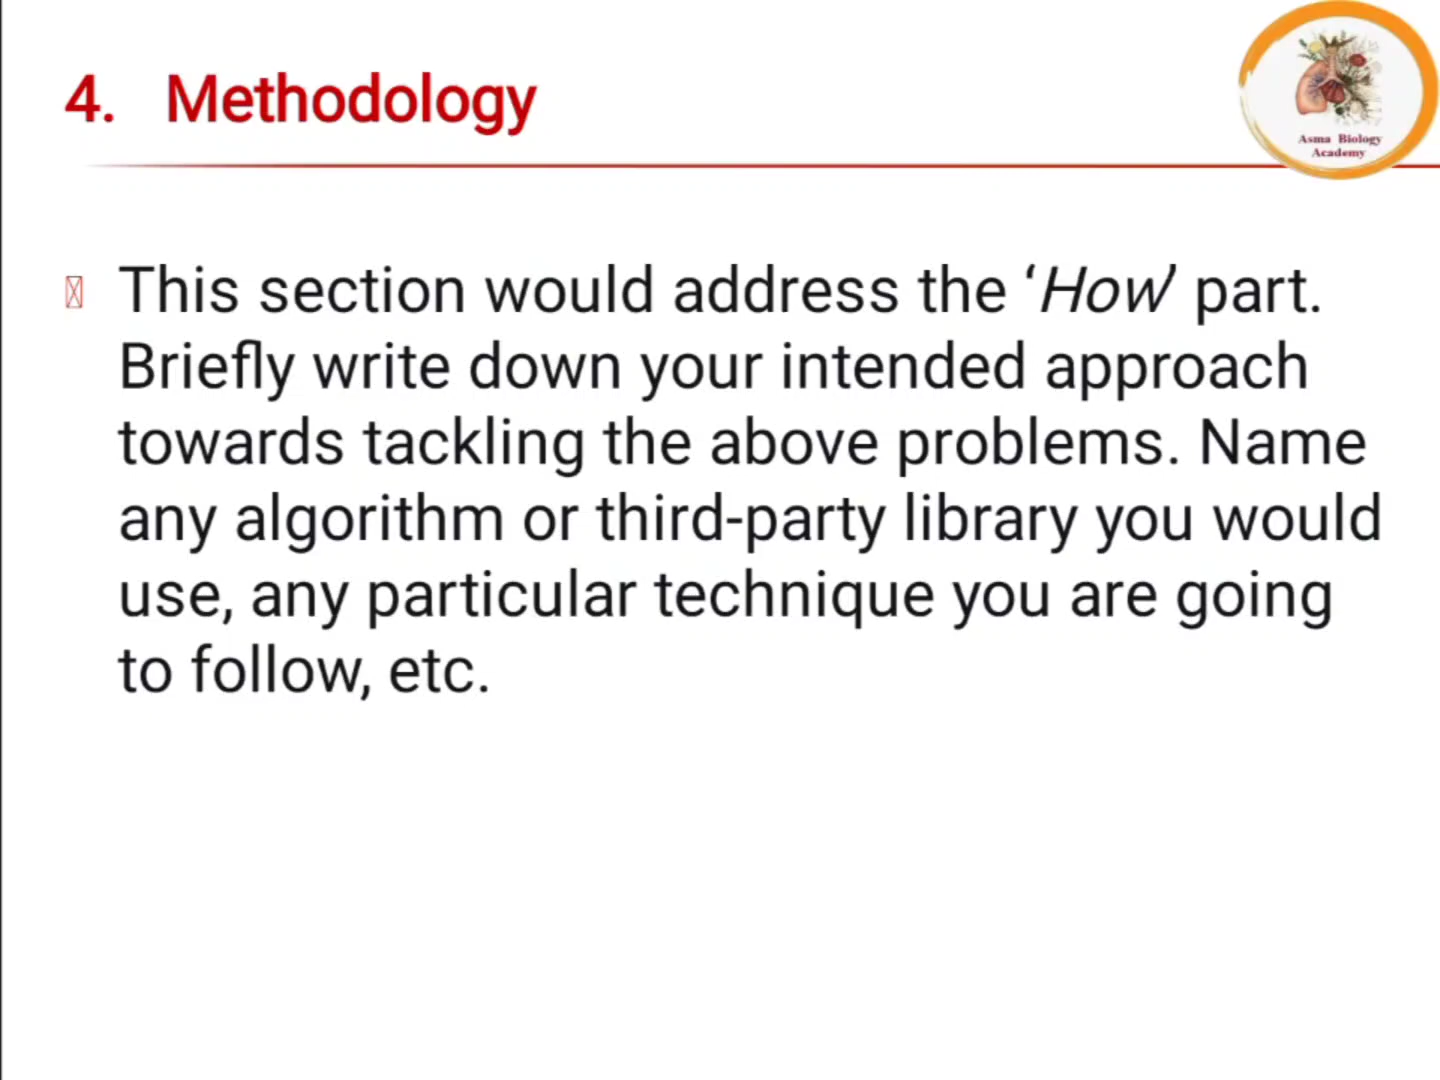 4. Methodology
Asma Biology
Academy
This section would address the ‘How’ part.
Briefly write down your intended approach
towards tackling the above problems. Name
any algorithm or third-party library you would
use, any particular technique you are going
to follow, etc.